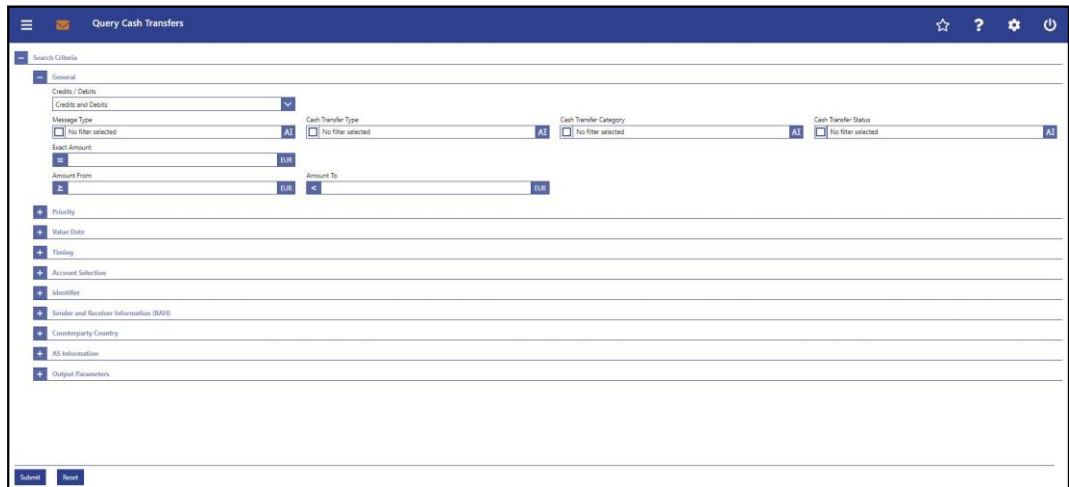 Query Cash Transfers ?
− Search Criteria
− General
Credits / Debits
Credits and Debits
Message Type Cash Transfer Type Cash Transfer Category Cash Transfer Status
No filter selected AI No filter selected AI No filter selected AI No filter selected AI
Exact Amount
= EUR
Amount From Amount To
≥ EUR < EUR
+ Priority
+ Value Date
+ Timing
+ Account Selection
+ Identifier
+ Sender and Receiver Information (BAH)
+ Counterparty Country
+ AS Information
+ Output Parameters
Submit Reset